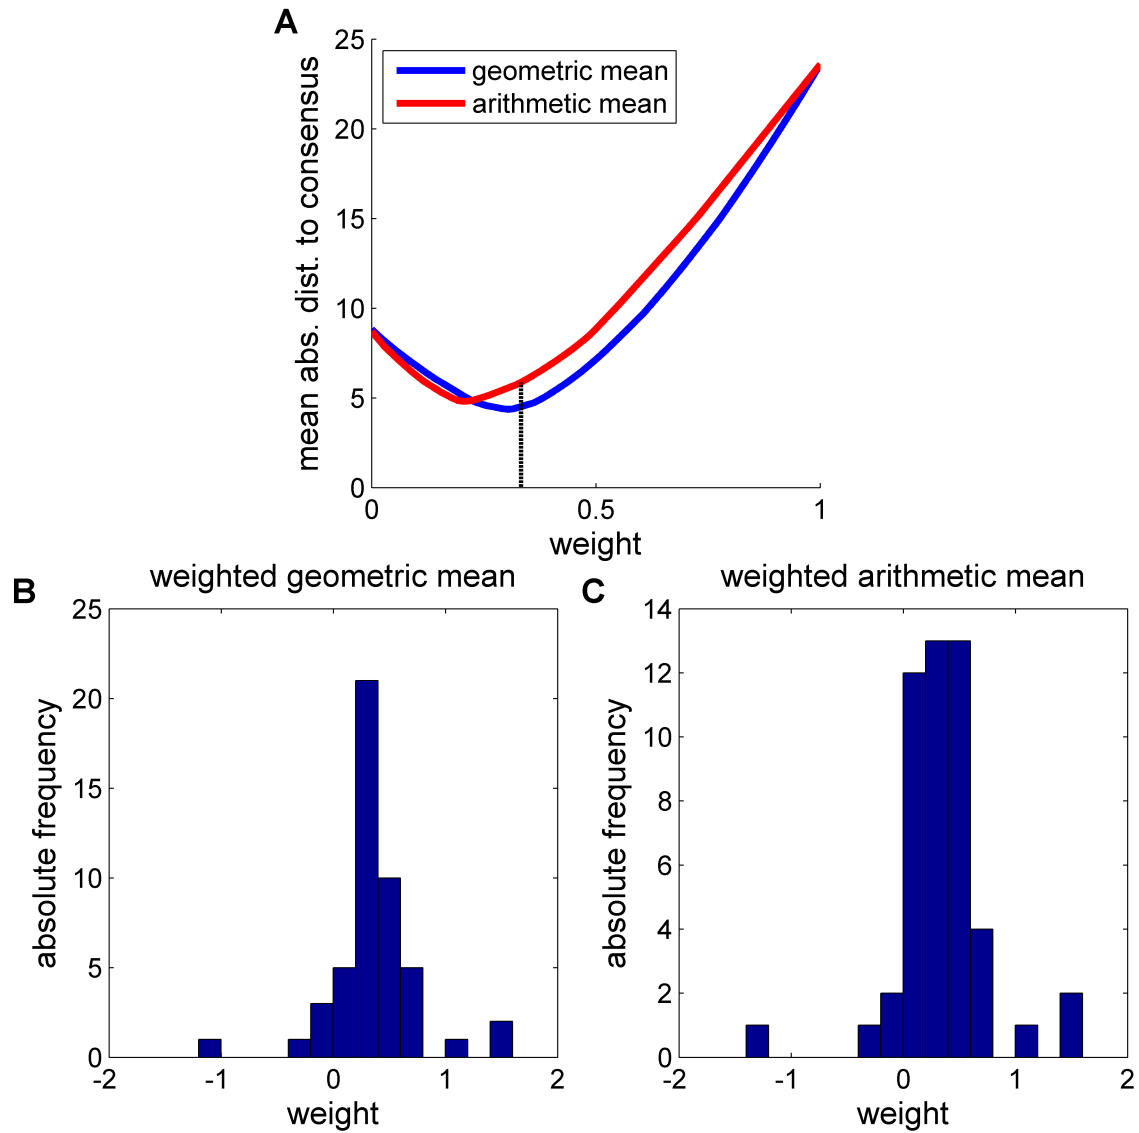 A
25
20
15
10
5
0
mean abs. dist. to consensus
geometric mean
arithmetic mean
0 0.5 1
weight
B
weighted geometric mean
25
20
15
10
5
0
absolute frequency
-2 -1 0 1 2
weight
C
weighted arithmetic mean
14
12
10
8
6
4
2
0
absolute frequency
-2 -1 0 1 2
weight